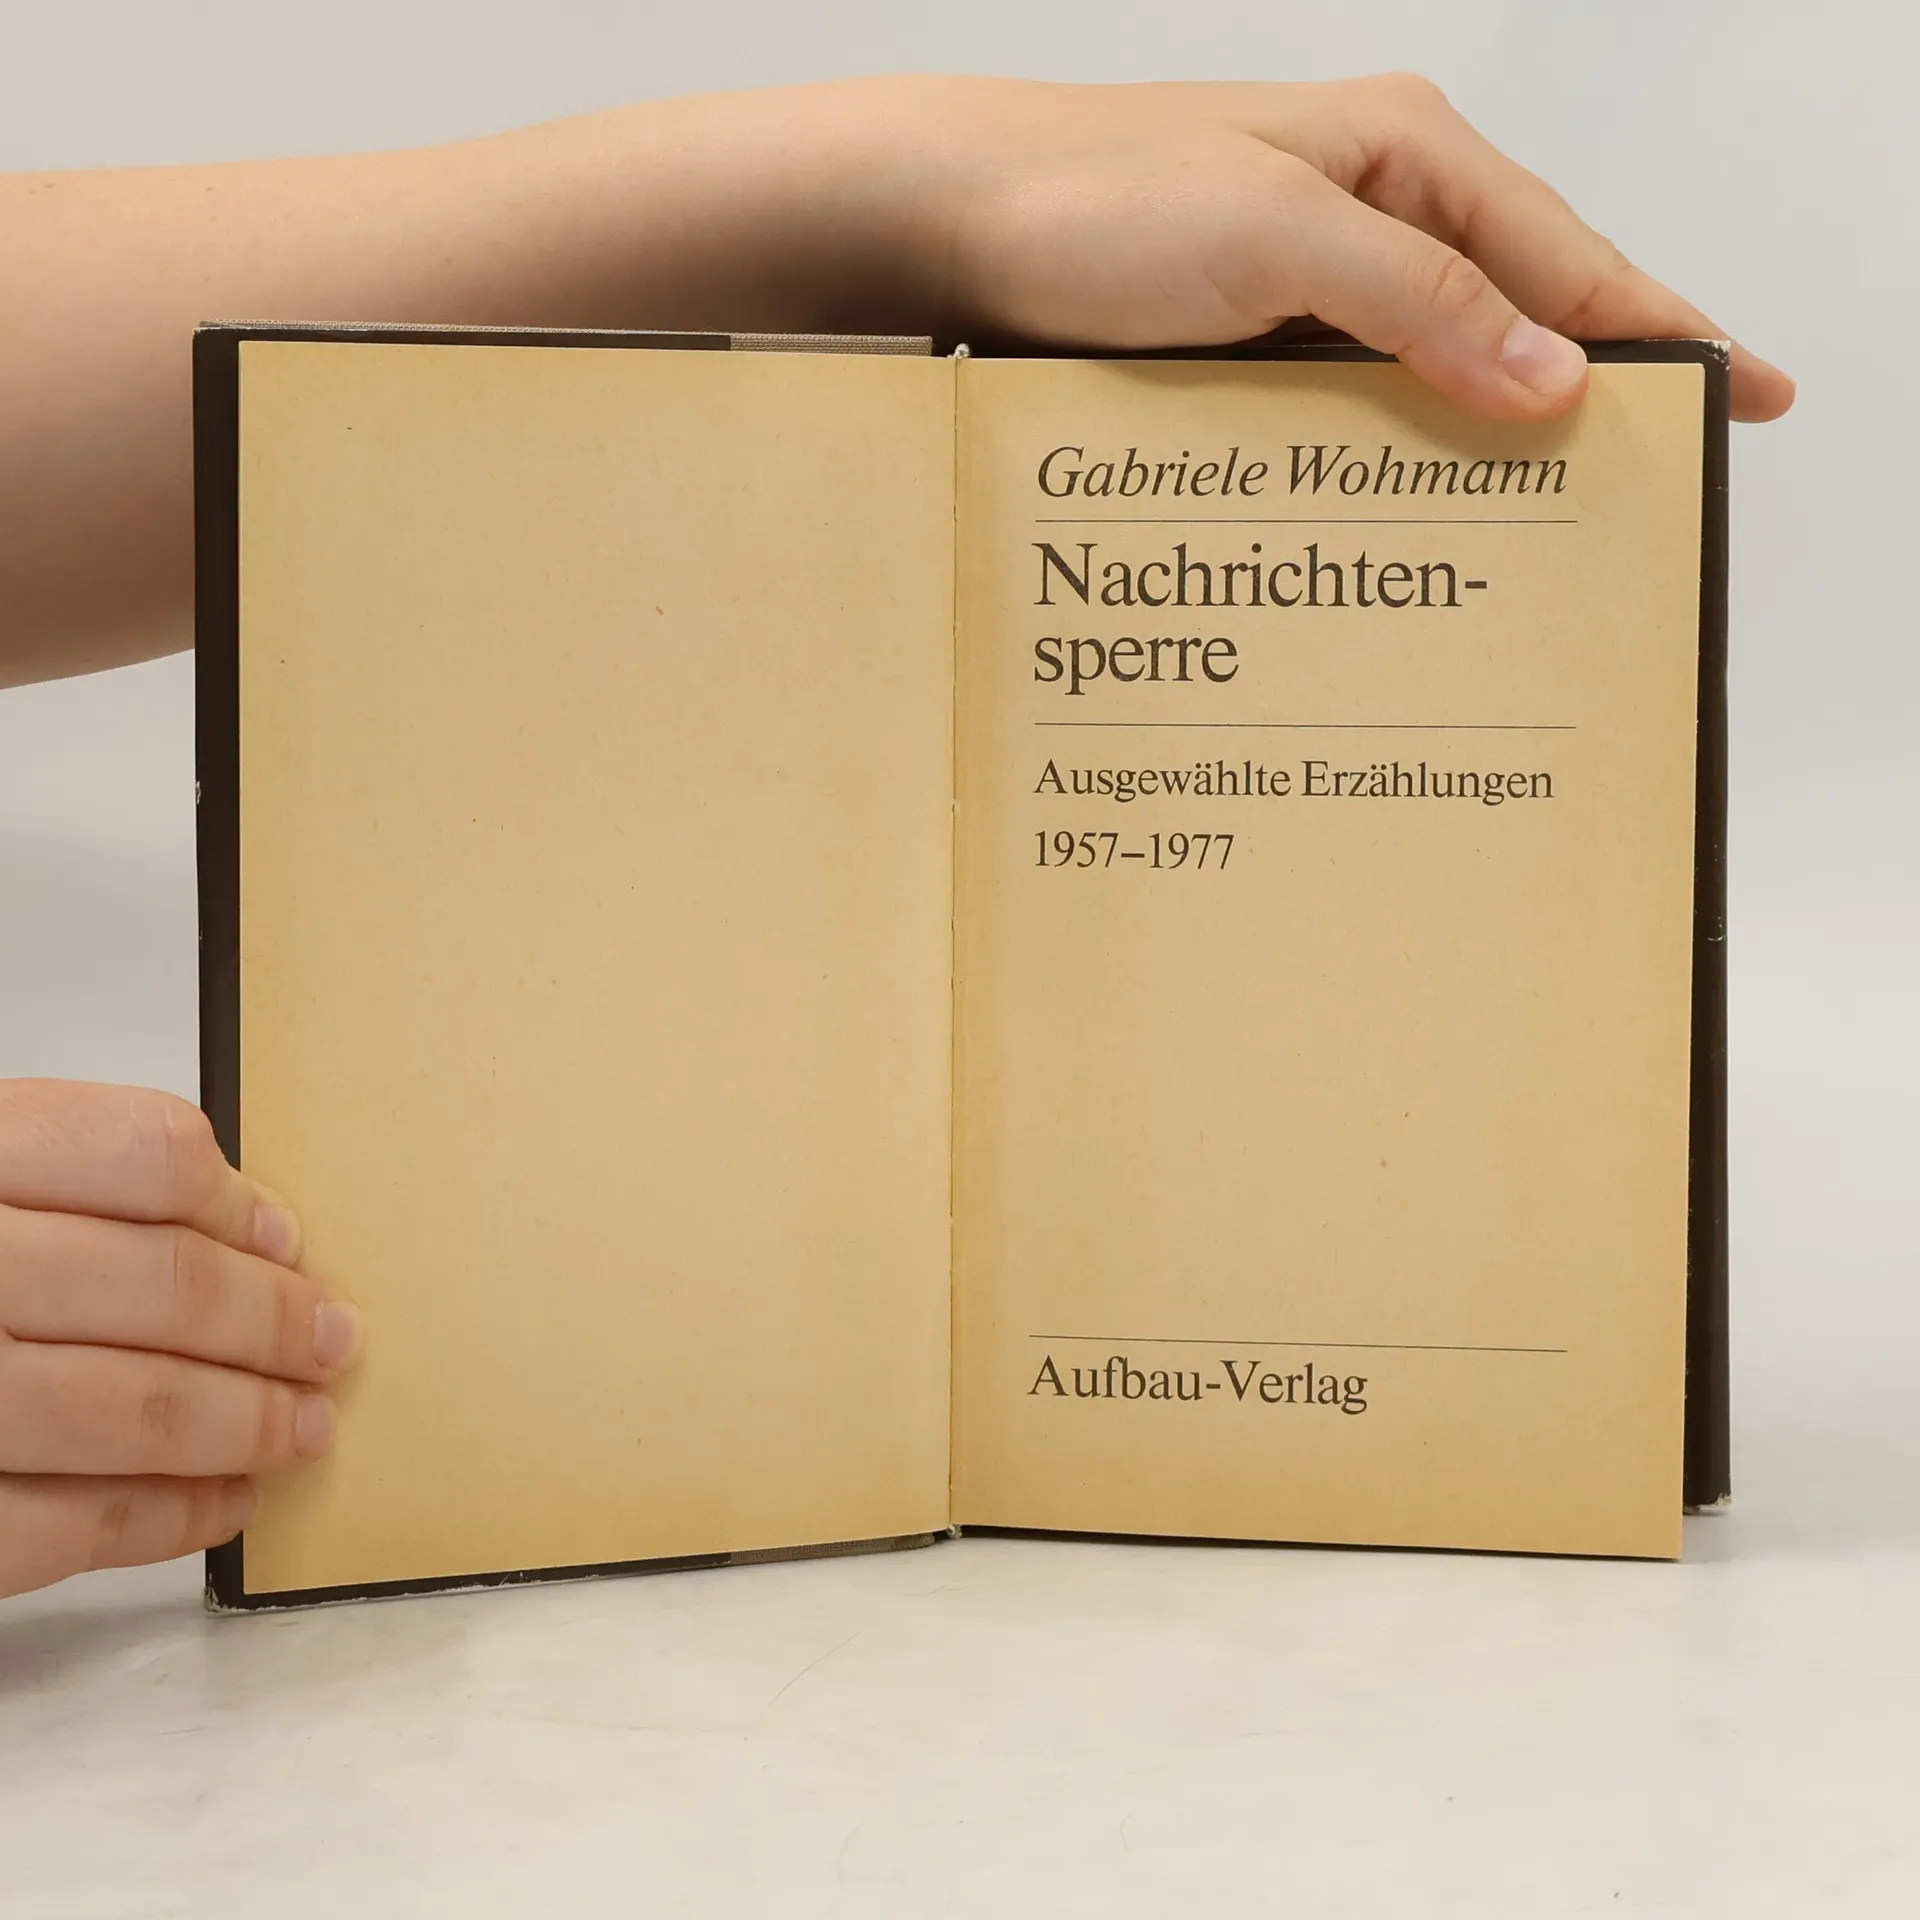 Gabriele Wohmann
Nachrichten-
sperre
Ausgewählte Erzählungen
1957–1977
Aufbau-Verlag